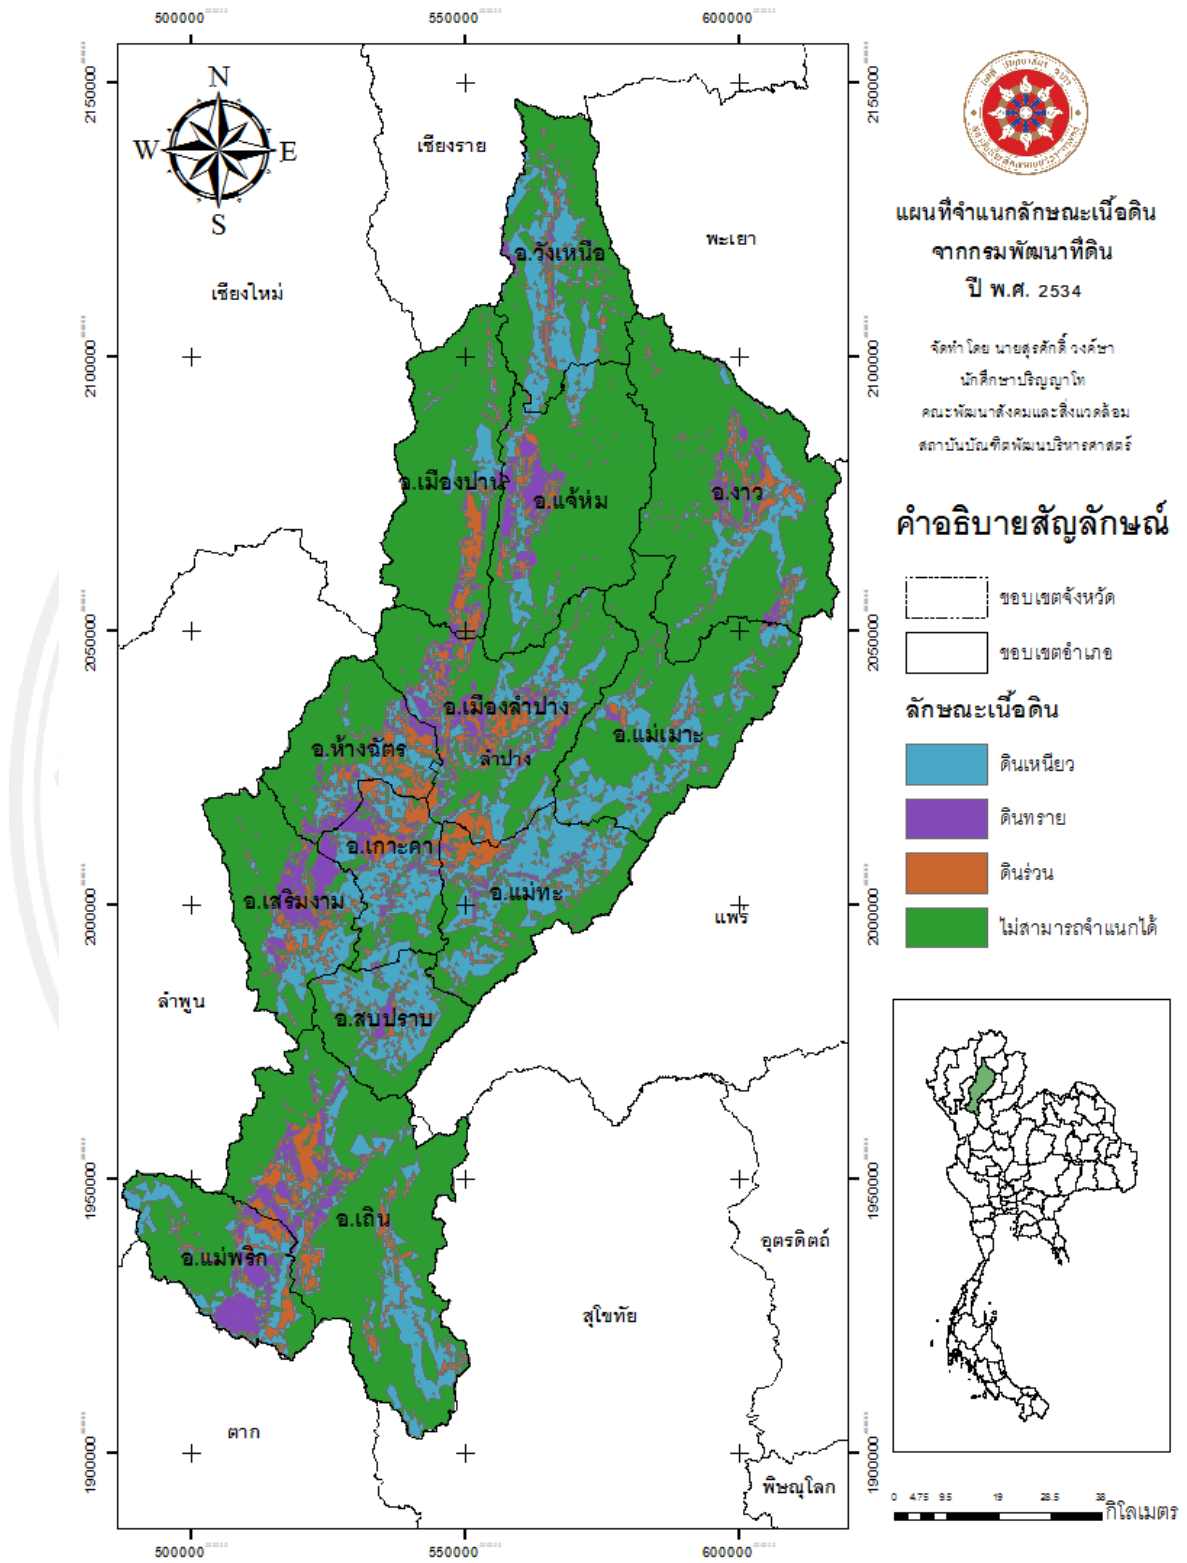 500000
550000
600000
2150000
2100000
2050000
2000000
1950000
1900000
2150000
2100000
2050000
2000000
1950000
1900000
500000
550000
600000
N
W
E
S
เชียงราย
พะเยา
เชียงใหม่
อ.วังเหนือ
อ.เมืองปาน
อ.แจ้ห่ม
อ.งาว
อ.เมืองลำปาง
อ.แม่เมาะ
อ.ห้างฉัตร
ลำปาง
อ.เกาะคา
อ.แม่ทะ
อ.เสริมงาม
แพร่
ลำพูน
อ.สบปราบ
อ.เถิน
อ.แม่พริก
อุตรดิตถ์
สุโขทัย
ตาก
พิษณุโลก
แผนที่จำแนกลักษณะเนื้อดิน
จากกรมพัฒนาที่ดิน
ปี พ.ศ. 2534
จัดทำโดย นายสุรศักดิ์ วงค์ษา
นักศึกษาปริญญาโท
คณะพัฒนาสังคมและสิ่งแวดล้อม
สถาบันบัณฑิตพัฒนบริหารศาสตร์
คำอธิบายสัญลักษณ์
ขอบเขตจังหวัด
ขอบเขตอำเภอ
ลักษณะเนื้อดิน
ดินเหนียว
ดินทราย
ดินร่วน
ไม่สามารถจำแนกได้
0 4.75 9.5 19 28.5 38
กิโลเมตร